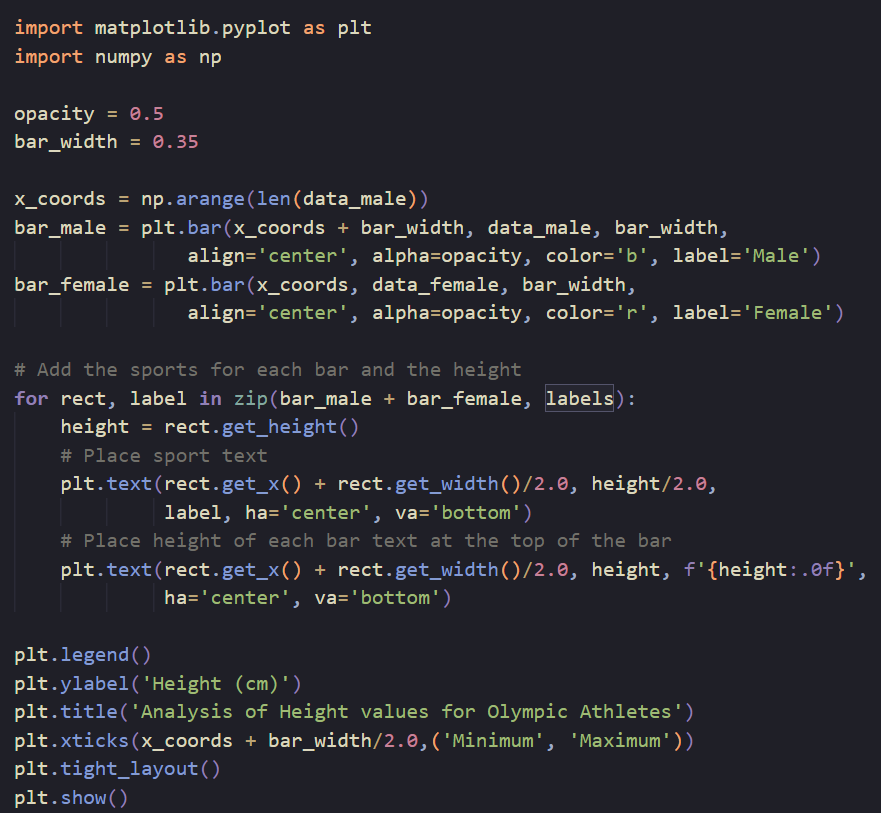 import matplotlib.pyplot as plt
import numpy as np

opacity = 0.5
bar_width = 0.35

x_coords = np.arange(len(data_male))
bar_male = plt.bar(x_coords + bar_width, data_male, bar_width,
               align='center', alpha=opacity, color='b', label='Male')
bar_female = plt.bar(x_coords, data_female, bar_width,
               align='center', alpha=opacity, color='r', label='Female')

# Add the sports for each bar and the height
for rect, label in zip(bar_male + bar_female, labels):
    height = rect.get_height()
    # Place sport text
    plt.text(rect.get_x() + rect.get_width()/2.0, height/2.0,
             label, ha='center', va='bottom')
    # Place height of each bar text at the top of the bar
    plt.text(rect.get_x() + rect.get_width()/2.0, height, f'{height:.0f}',
             ha='center', va='bottom')

plt.legend()
plt.ylabel('Height (cm)')
plt.title('Analysis of Height values for Olympic Athletes')
plt.xticks(x_coords + bar_width/2.0,('Minimum', 'Maximum'))
plt.tight_layout()
plt.show()